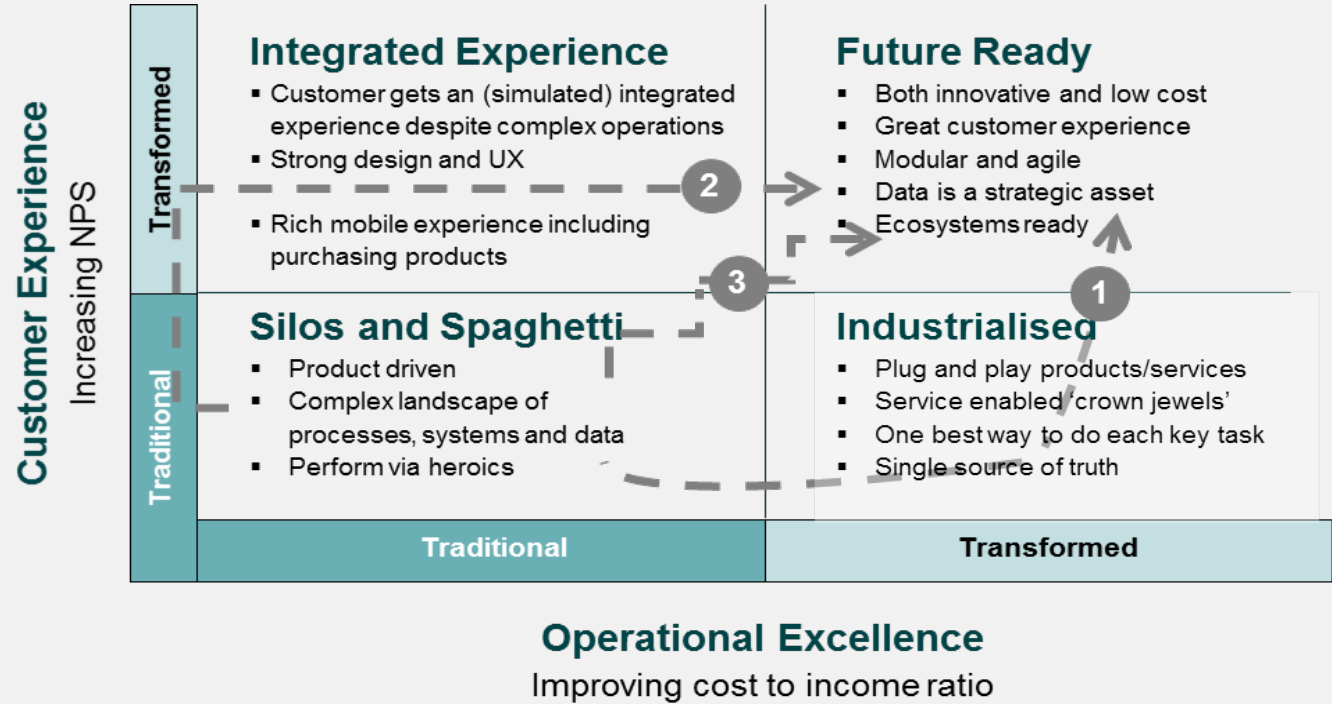 Customer Experience
Increasing NPS
Transformed
Traditional
Integrated Experience
▪ Customer gets an (simulated) integrated
experience despite complex operations
▪ Strong design and UX
▪ Rich mobile experience including
purchasing products
Future Ready
▪ Both innovative and low cost
▪ Great customer experience
▪ Modular and agile
▪ Data is a strategic asset
▪ Ecosystems ready
2
3
1
Silos and Spaghetti
▪ Product driven
▪ Complex landscape of
processes, systems and data
▪ Perform via heroics
Industrialised
▪ Plug and play products/services
▪ Service enabled ‘crown jewels’
▪ One best way to do each key task
▪ Single source of truth
Traditional
Transformed
Operational Excellence
Improving cost to income ratio